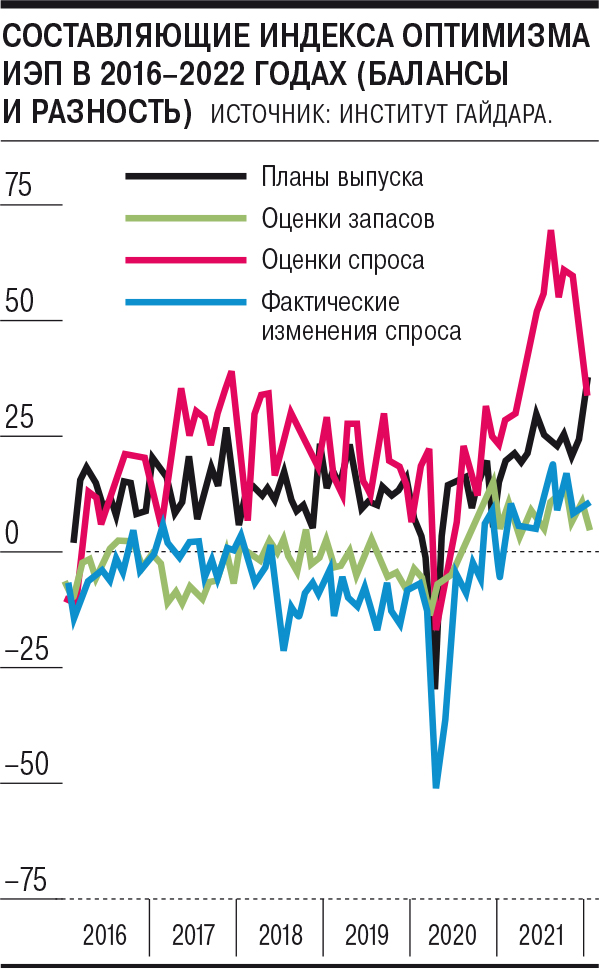 СОСТАВЛЯЮЩИЕ ИНДЕКСА ОПТИМИЗМА
ИЭП В 2016–2022 ГОДАХ (БАЛАНСЫ
И РАЗНОСТЬ) ИСТОЧНИК: ИНСТИТУТ ГАЙДАРА.
75
Планы выпуска
Оценки запасов
Оценки спроса
50
Фактические
изменения спроса
25
0
–25
–50
–75
2016 2017 2018 2019 2020 2021